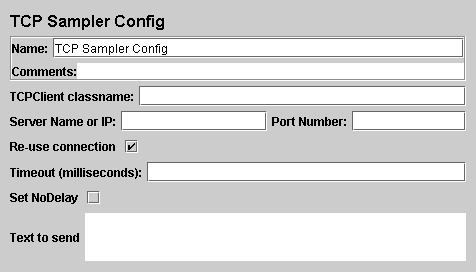 TCP Sampler Config
Name: TCP Sampler Config
Comments:
TCPClient classname:
Server Name or IP: Port Number:
Re-use connection
Timeout (milliseconds):
Set NoDelay
Text to send